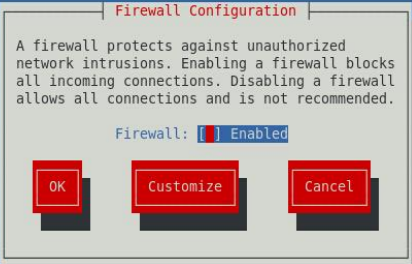 Firewall Configuration
A firewall protects against unauthorized
network intrusions. Enabling a firewall blocks
all incoming connections. Disabling a firewall
allows all connections and is not recommended.
Firewall: [ ] Enabled
OK Customize Cancel